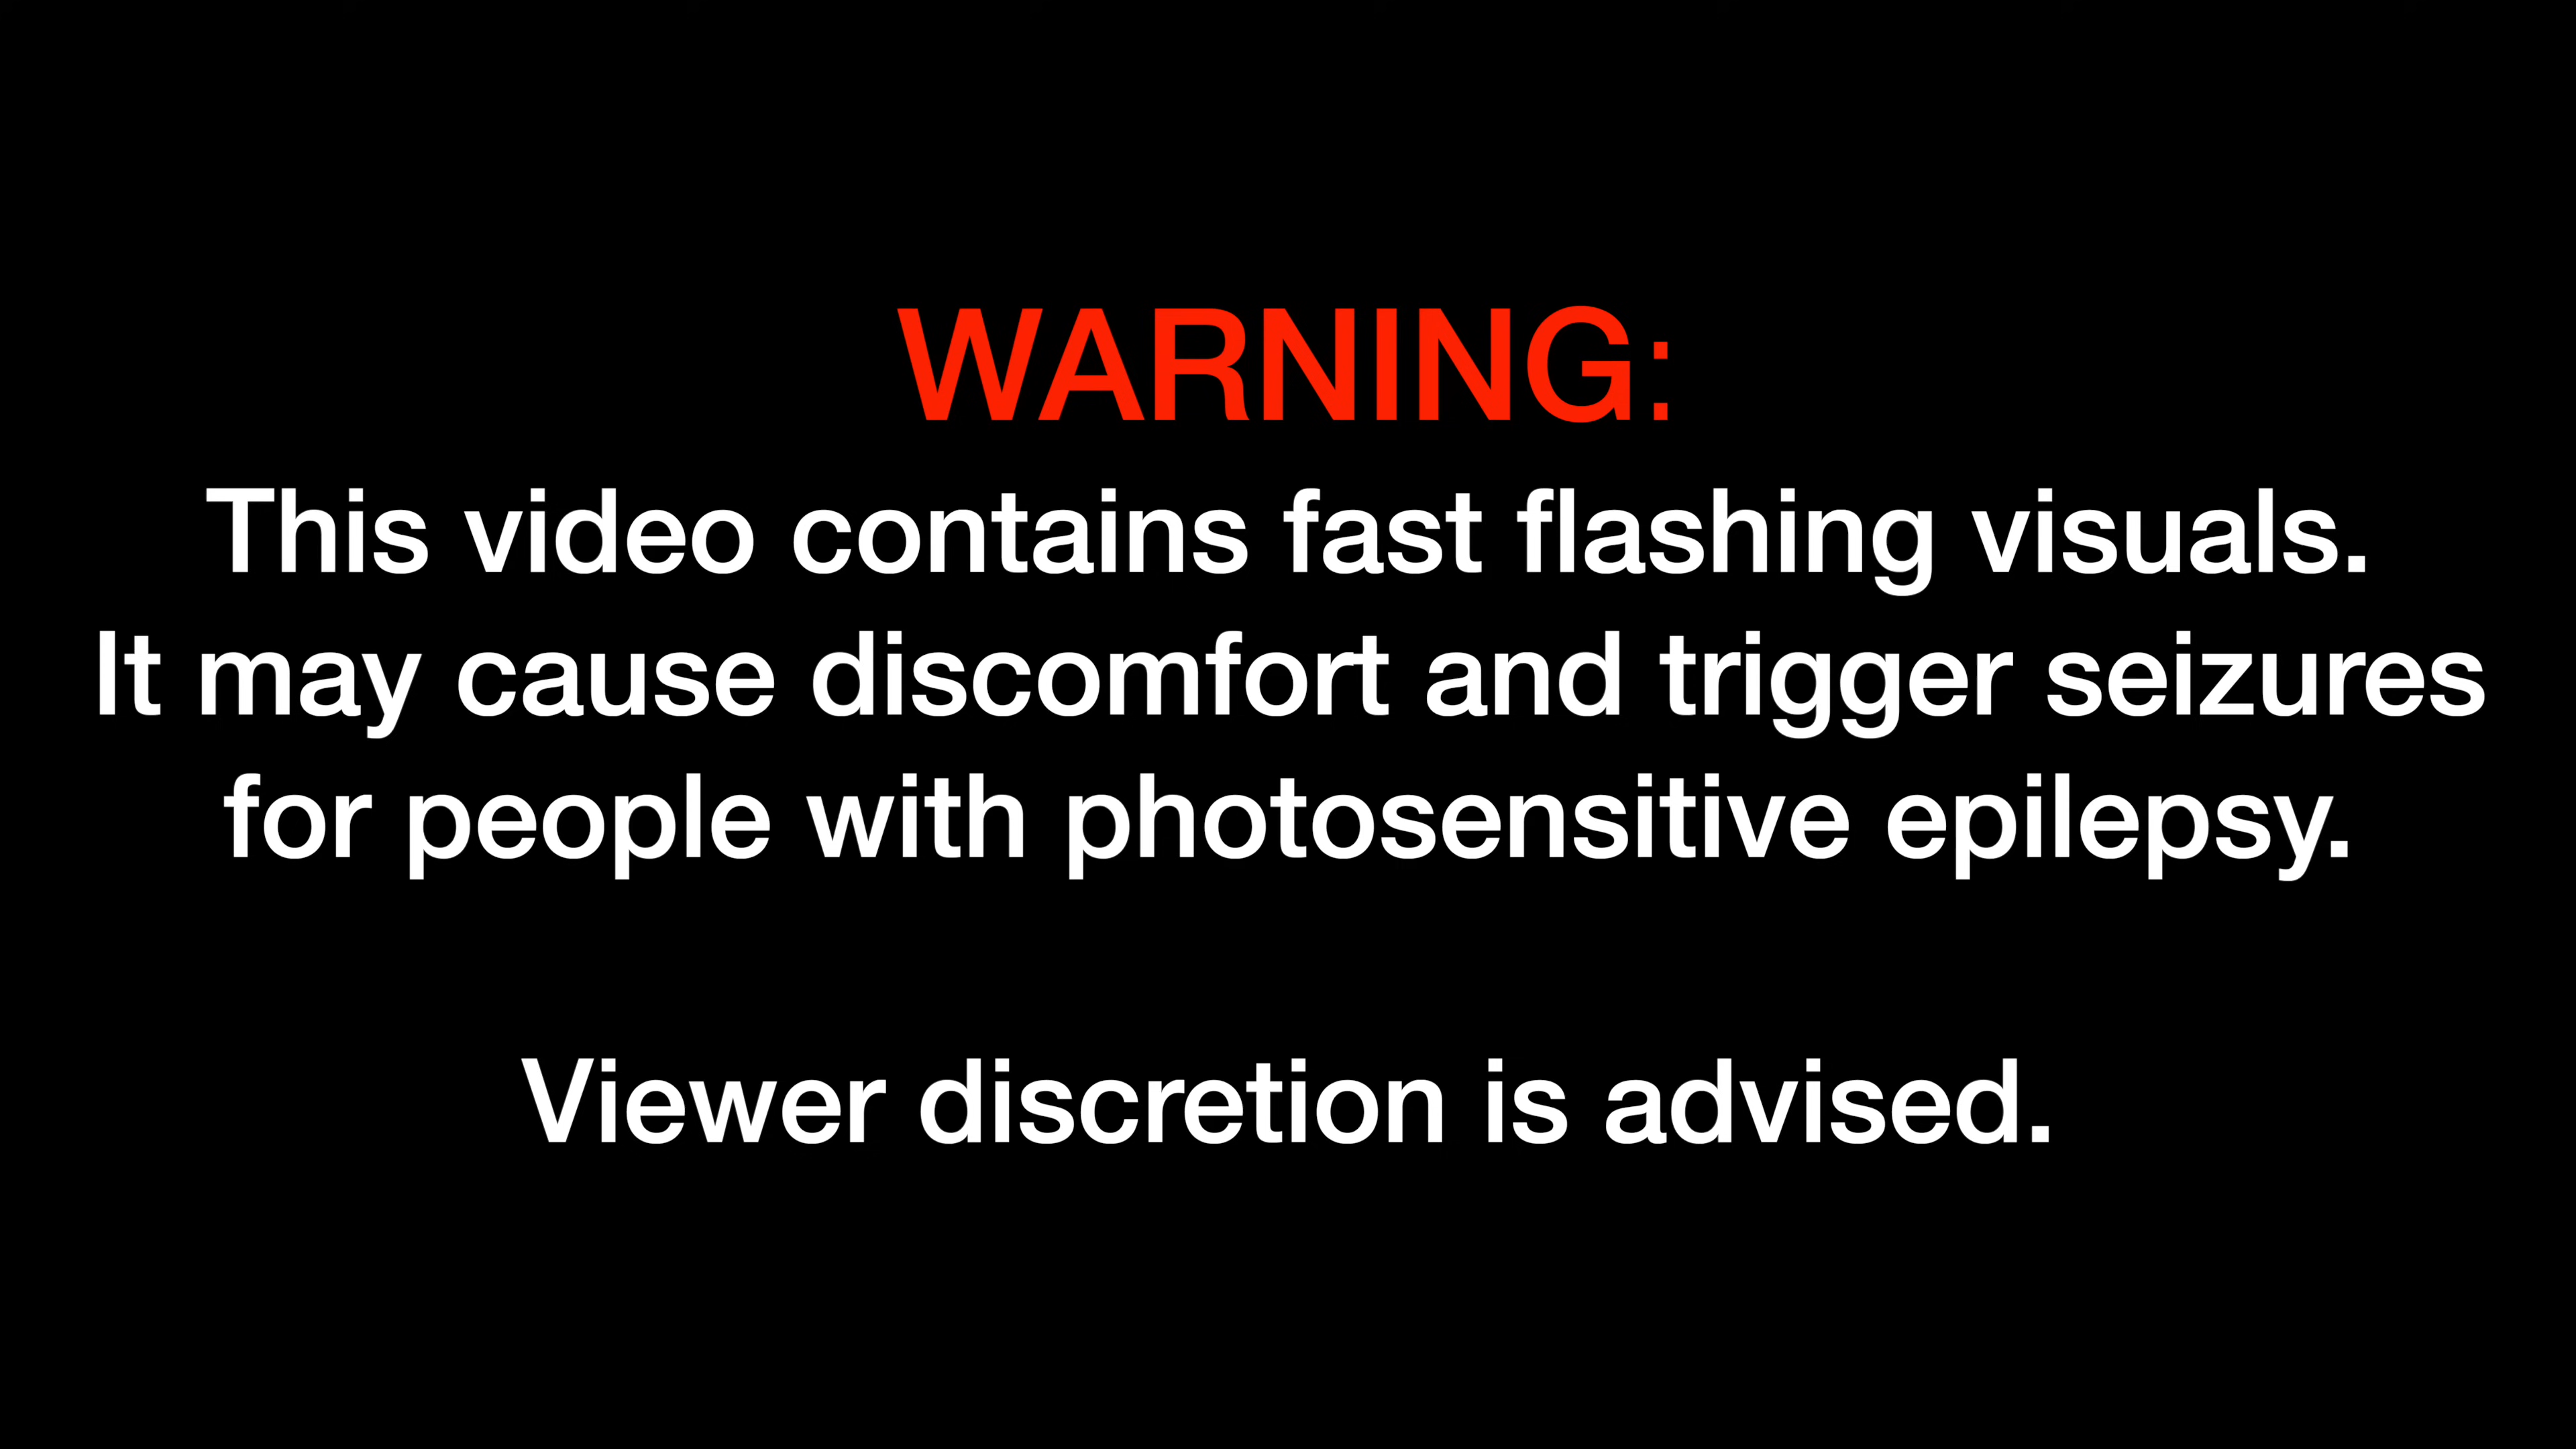 WARNING:
This video contains fast flashing visuals.
It may cause discomfort and trigger seizures
for people with photosensitive epilepsy.
Viewer discretion is advised.